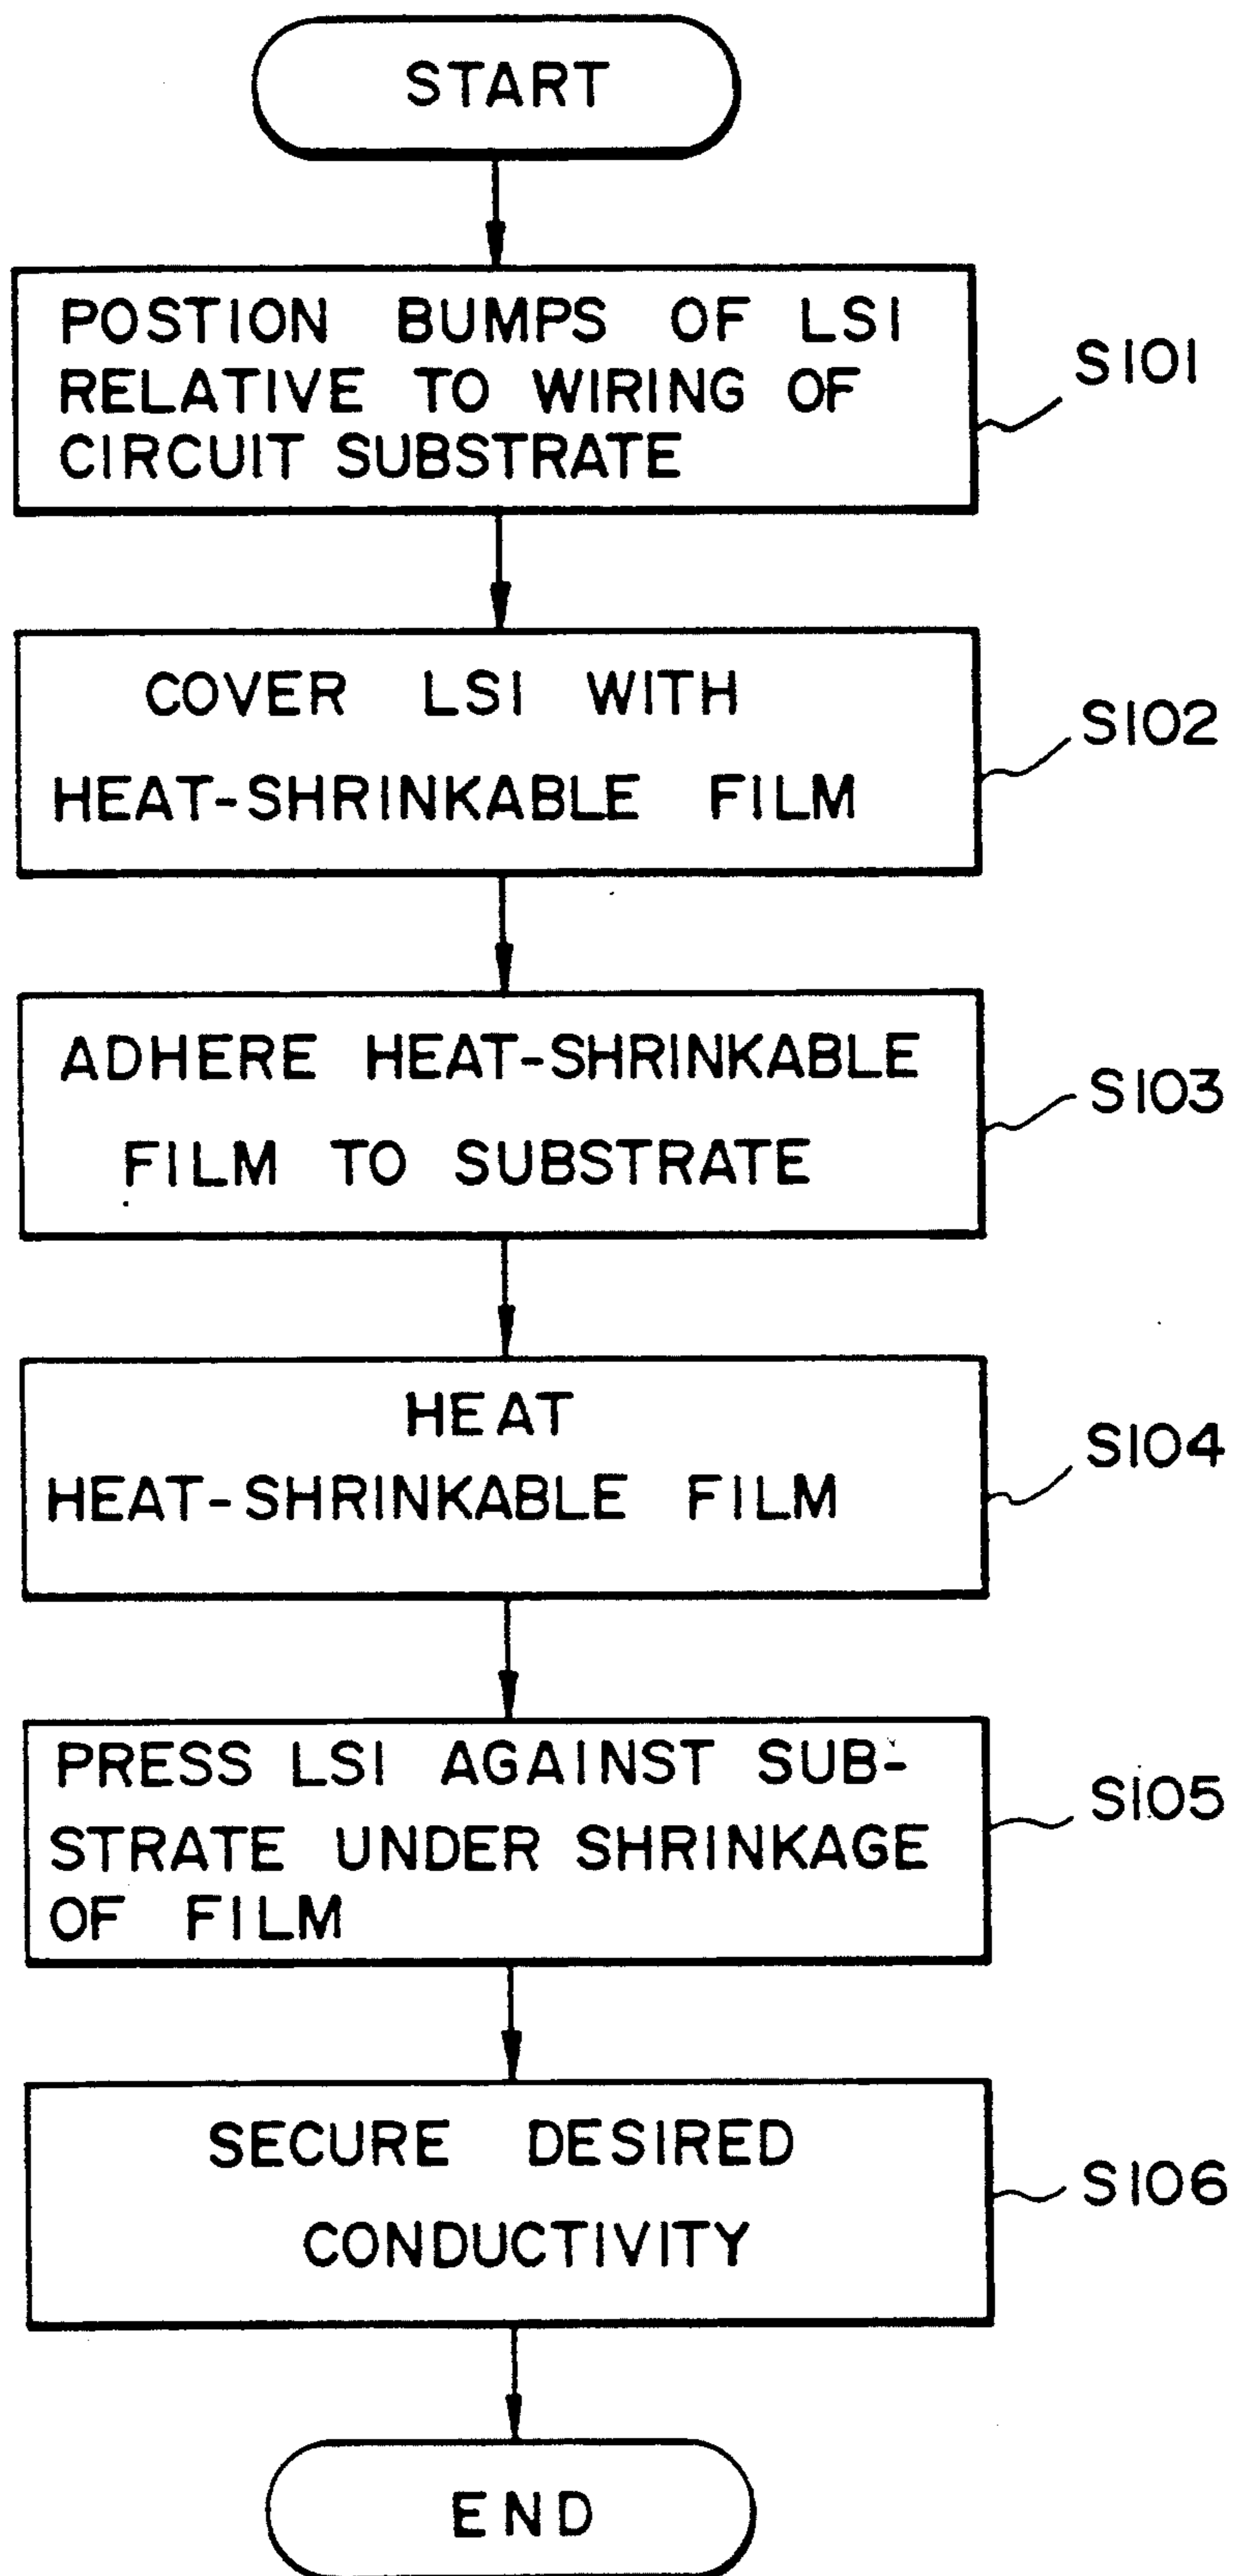 START
POSTION BUMPS OF LSI
RELATIVE TO WIRING OF
CIRCUIT SUBSTRATE
S101
COVER LSI WITH
HEAT-SHRINKABLE FILM
S102
ADHERE HEAT-SHRINKABLE
FILM TO SUBSTRATE
S103
HEAT
HEAT-SHRINKABLE FILM
S104
PRESS LSI AGAINST SUB-
STRATE UNDER SHRINKAGE
OF FILM
S105
SECURE DESIRED
CONDUCTIVITY
S106
END